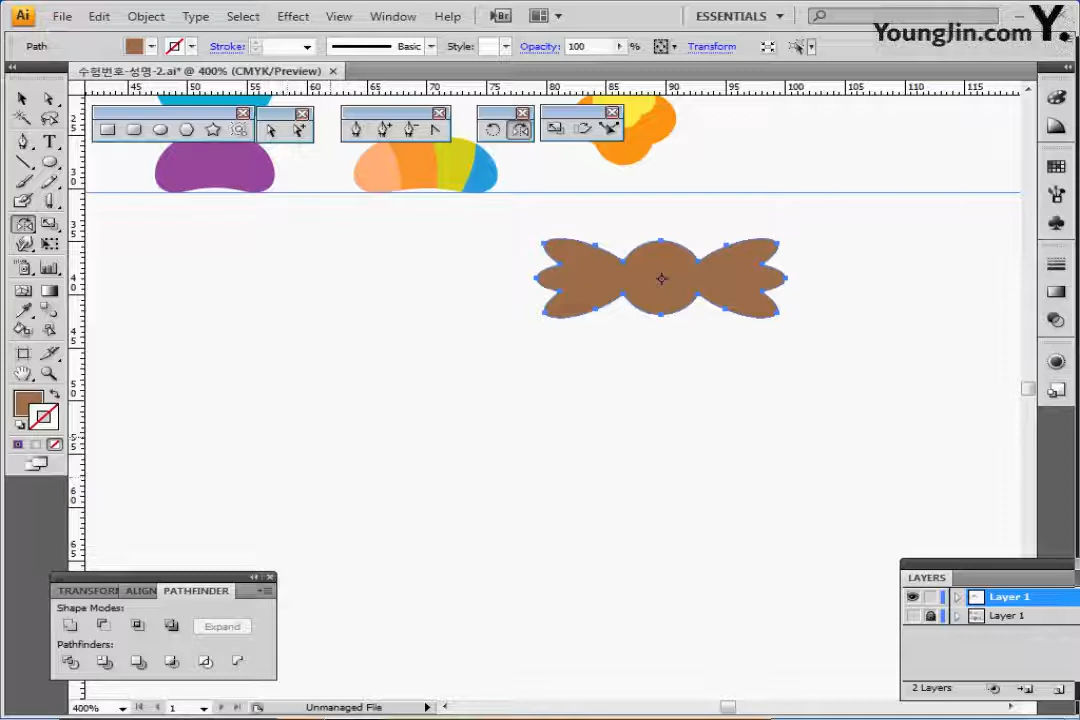 Ai File Edit Object Type Select Effect View Window Help Br ESSENTIALS
YoungJin.com Y.
Path Stroke: Basic Style: Opacity: 100 % Transform
수험번호-성명-2.ai* @ 400% (CMYK/Preview)
45 50 55 60 65 70 75 80 85 90 95 100 105 110 115
TRANSFORM ALIGN PATHFINDER
Shape Modes:
Expand
Pathfinders:
LAYERS
Layer 1
Layer 1
2 Layers
400% 1 Unmanaged File